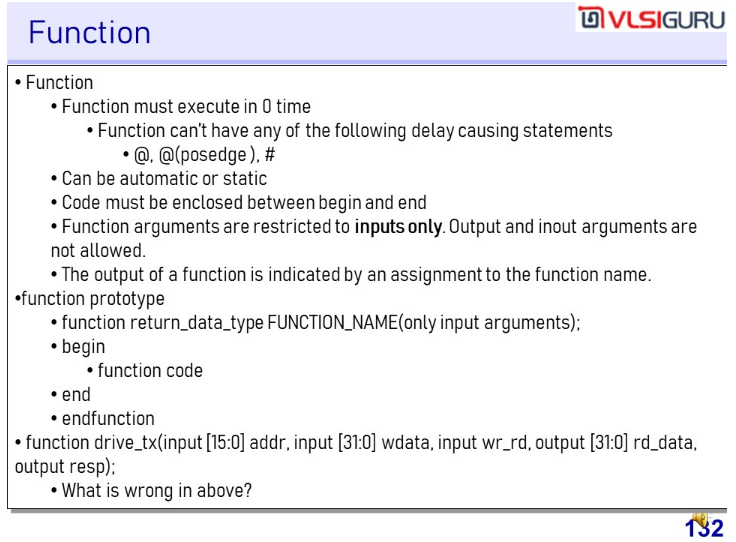 Function
VLSIGURU
• Function
• Function must execute in 0 time
• Function can't have any of the following delay causing statements
• @, @(posedge ), #
• Can be automatic or static
• Code must be enclosed between begin and end
• Function arguments are restricted to inputs only. Output and inout arguments are
not allowed.
• The output of a function is indicated by an assignment to the function name.
•function prototype
• function return_data_type FUNCTION_NAME(only input arguments);
• begin
• function code
• end
• endfunction
• function drive_tx(input [15:0] addr, input [31:0] wdata, input wr_rd, output [31:0] rd_data,
output resp);
• What is wrong in above?
132